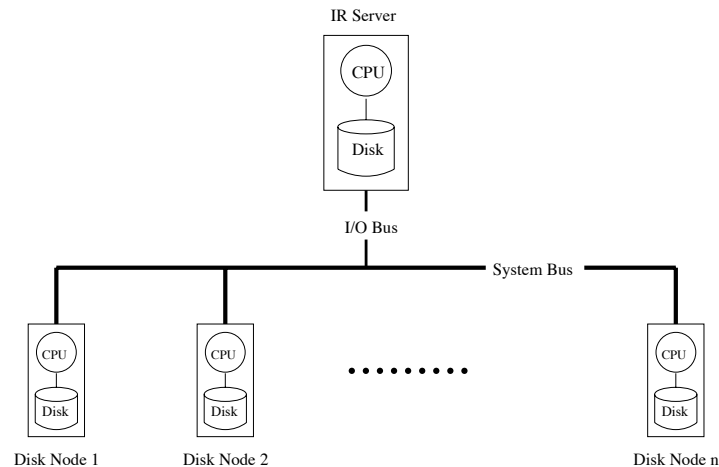 IR Server
CPU
Disk
I/O Bus
System Bus
CPU
CPU
CPU
Disk
Disk
Disk
Disk Node 1
Disk Node 2
Disk Node n